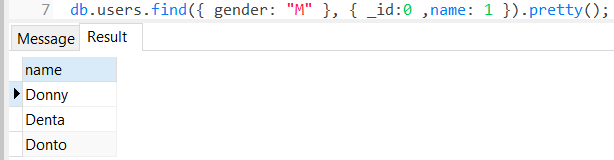 7 db.users.find({ gender: "M" }, { _id:0 ,name: 1 }).pretty();
Message Result
name
Donny
Denta
Donto